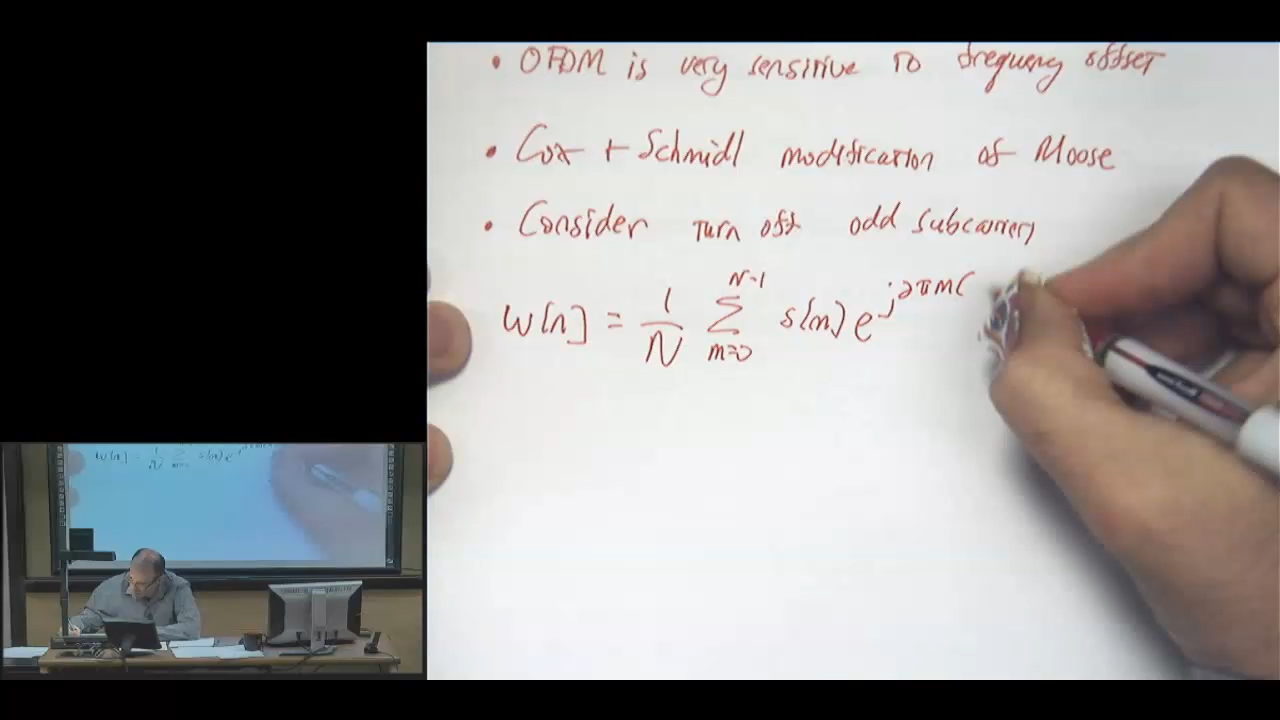 • OFDM is very sensitive to frequency offset
• Cox + Schmidl modification of Moose
• Consider turn off odd subcarriers
w[n] = 1/N ∑_{m=0}^{N-1} s[m] e^{j2πm(